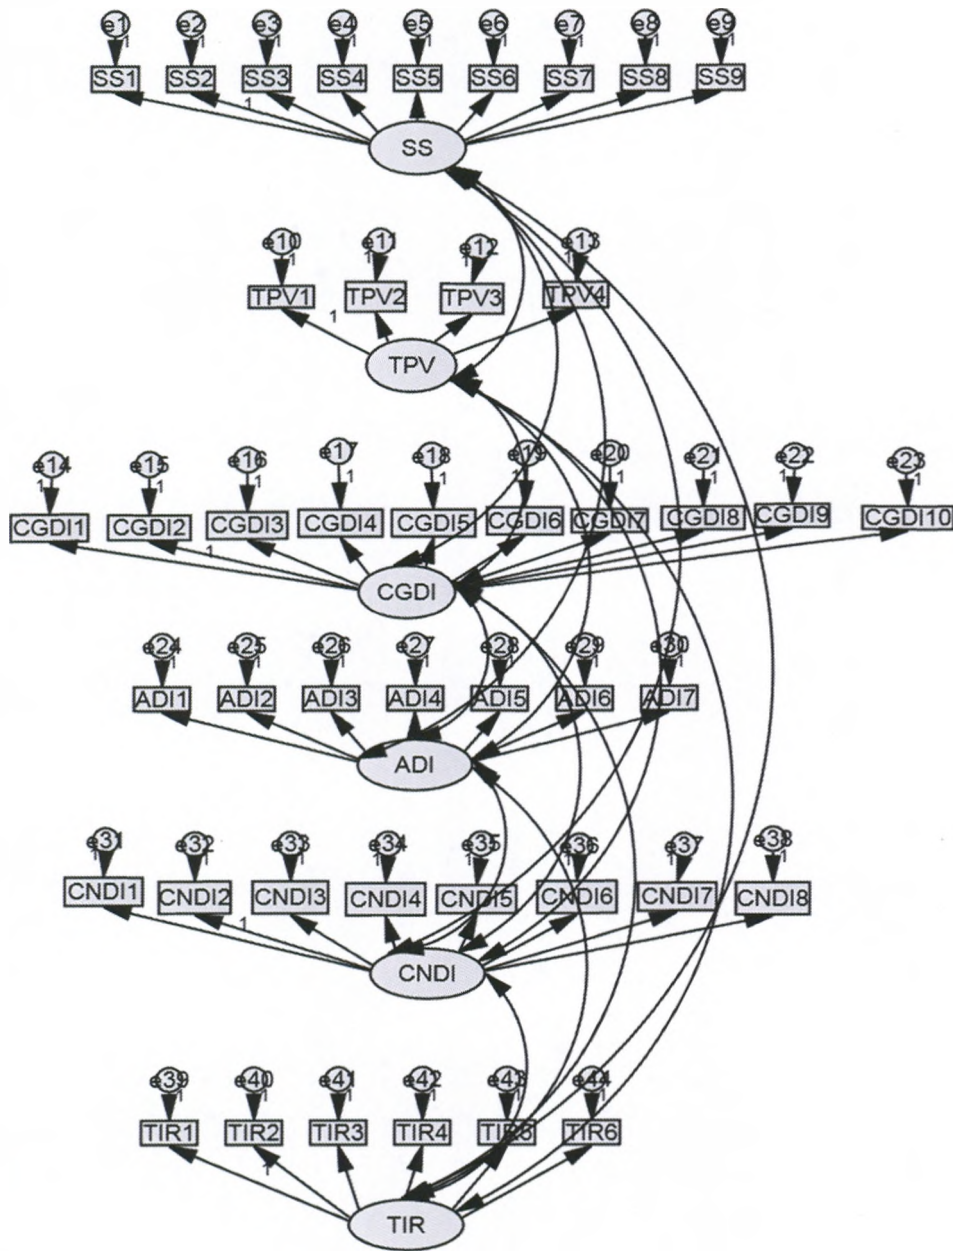 e1 e2 e3 e4 e5 e6 e7 e8 e9
1 1 1 1 1 1 1 1 1
SS1 SS2 SS3 SS4 SS5 SS6 SS7 SS8 SS9
1
SS
e10 e11 e12 e13
1 1 1 1
TPV1 TPV2 TPV3 TPV4
1
TPV
e14 e15 e16 e17 e18 e19 e20 e21 e22 e23
1 1 1 1 1 1 1 1 1 1
CGDI1 CGDI2 CGDI3 CGDI4 CGDI5 CGDI6 CGDI7 CGDI8 CGDI9 CGDI10
1
CGDI
e24 e25 e26 e27 e28 e29 e30
1 1 1 1 1 1 1
ADI1 ADI2 ADI3 ADI4 ADI5 ADI6 ADI7
ADI
e31 e32 e33 e34 e35 e36 e37 e38
1 1 1 1 1 1 1 1
CNDI1 CNDI2 CNDI3 CNDI4 CNDI5 CNDI6 CNDI7 CNDI8
1
CNDI
e39 e40 e41 e42 e43 e44
1 1 1 1 1 1
TIR1 TIR2 TIR3 TIR4 TIR5 TIR6
1
TIR